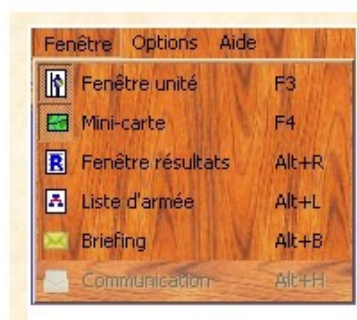 Fenêtre Options Aide
Fenêtre unité F3
Mini-carte F4
R Fenêtre résultats Alt+R
Liste d'armée Alt+L
Briefing Alt+B
Communication Alt+H